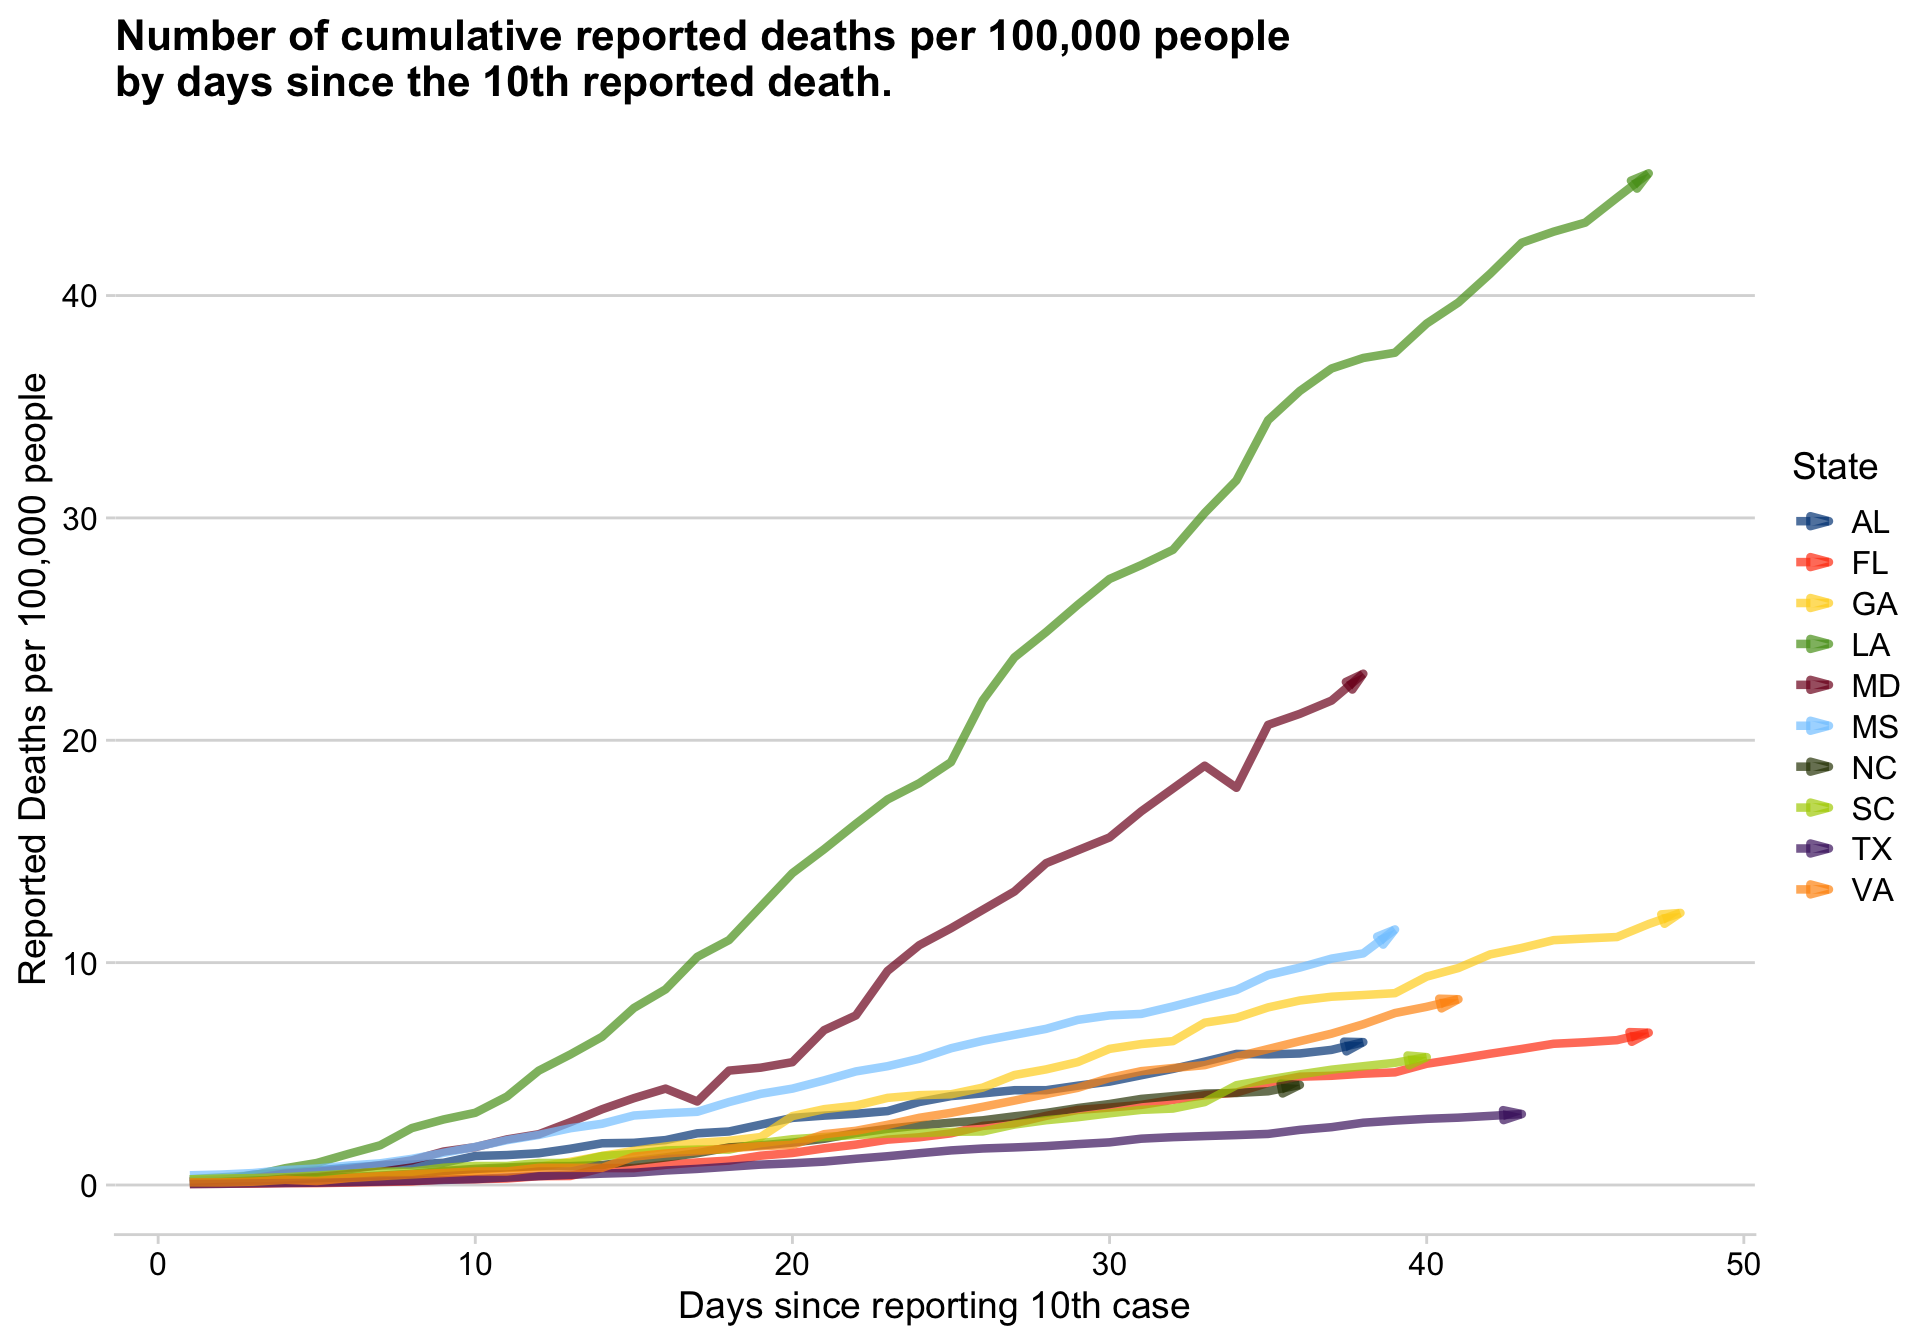 Number of cumulative reported deaths per 100,000 people
by days since the 10th reported death.
Reported Deaths per 100,000 people
40
30
20
10
0
0
10
20
30
40
50
Days since reporting 10th case
State
AL
FL
GA
LA
MD
MS
NC
SC
TX
VA